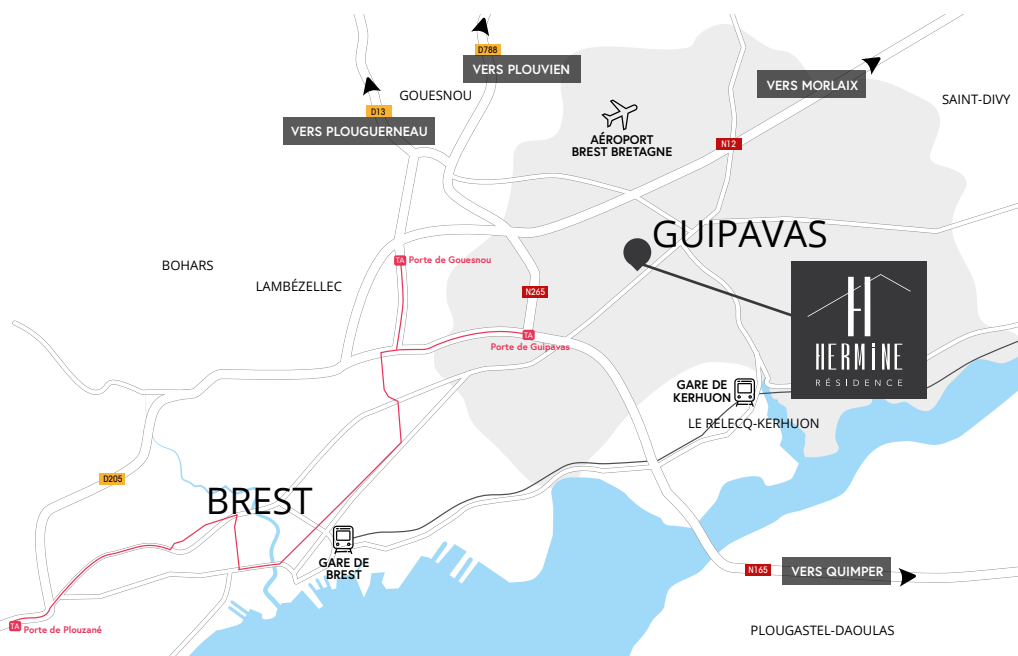 D788
VERS PLOUVIEN
VERS MORLAIX
GOUESNOU
SAINT-DIVY
D13
VERS PLOUGUERNEAU
AÉROPORT
BREST BRETAGNE
N12
GUIPAVAS
BOHARS
TA Porte de Gouesnou
LAMBÉZELLEC
N265
H
HERMiNE
RÉSIDENCE
TA
Porte de Guipavas
GARE DE
KERHUON
LE RELECQ-KERHUON
D205
BREST
GARE DE
BREST
N165
VERS QUIMPER
TA Porte de Plouzané
PLOUGASTEL-DAOULAS